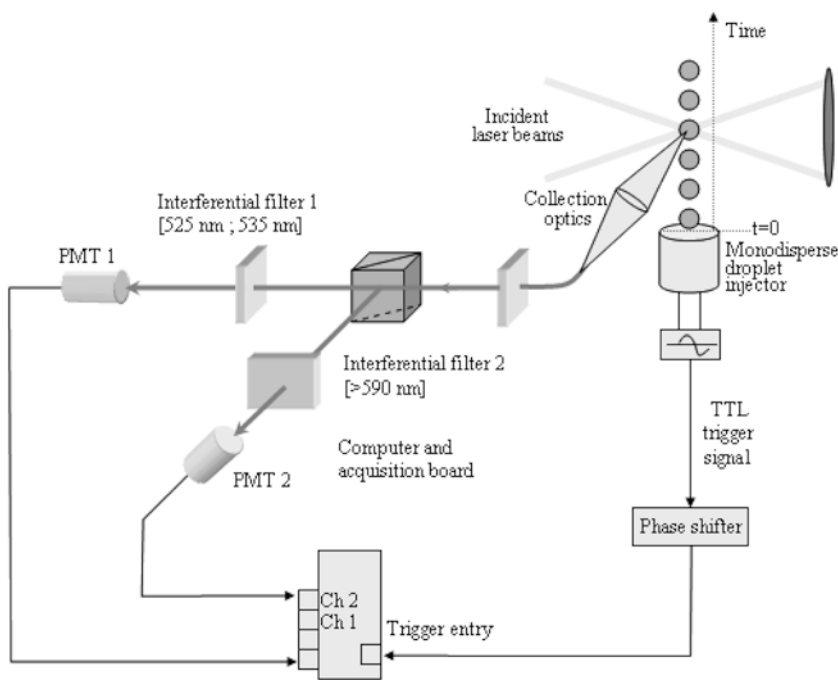 Time
Incident
laser beams
Collection
optics
t=0
Monodisperse
droplet
injector
Interferential filter 1
[525 nm ; 535 nm]
PMT 1
Interferential filter 2
[>590 nm]
TTL
trigger
signal
Computer and
acquisition board
PMT 2
Phase shifter
Ch 2
Ch 1
Trigger entry